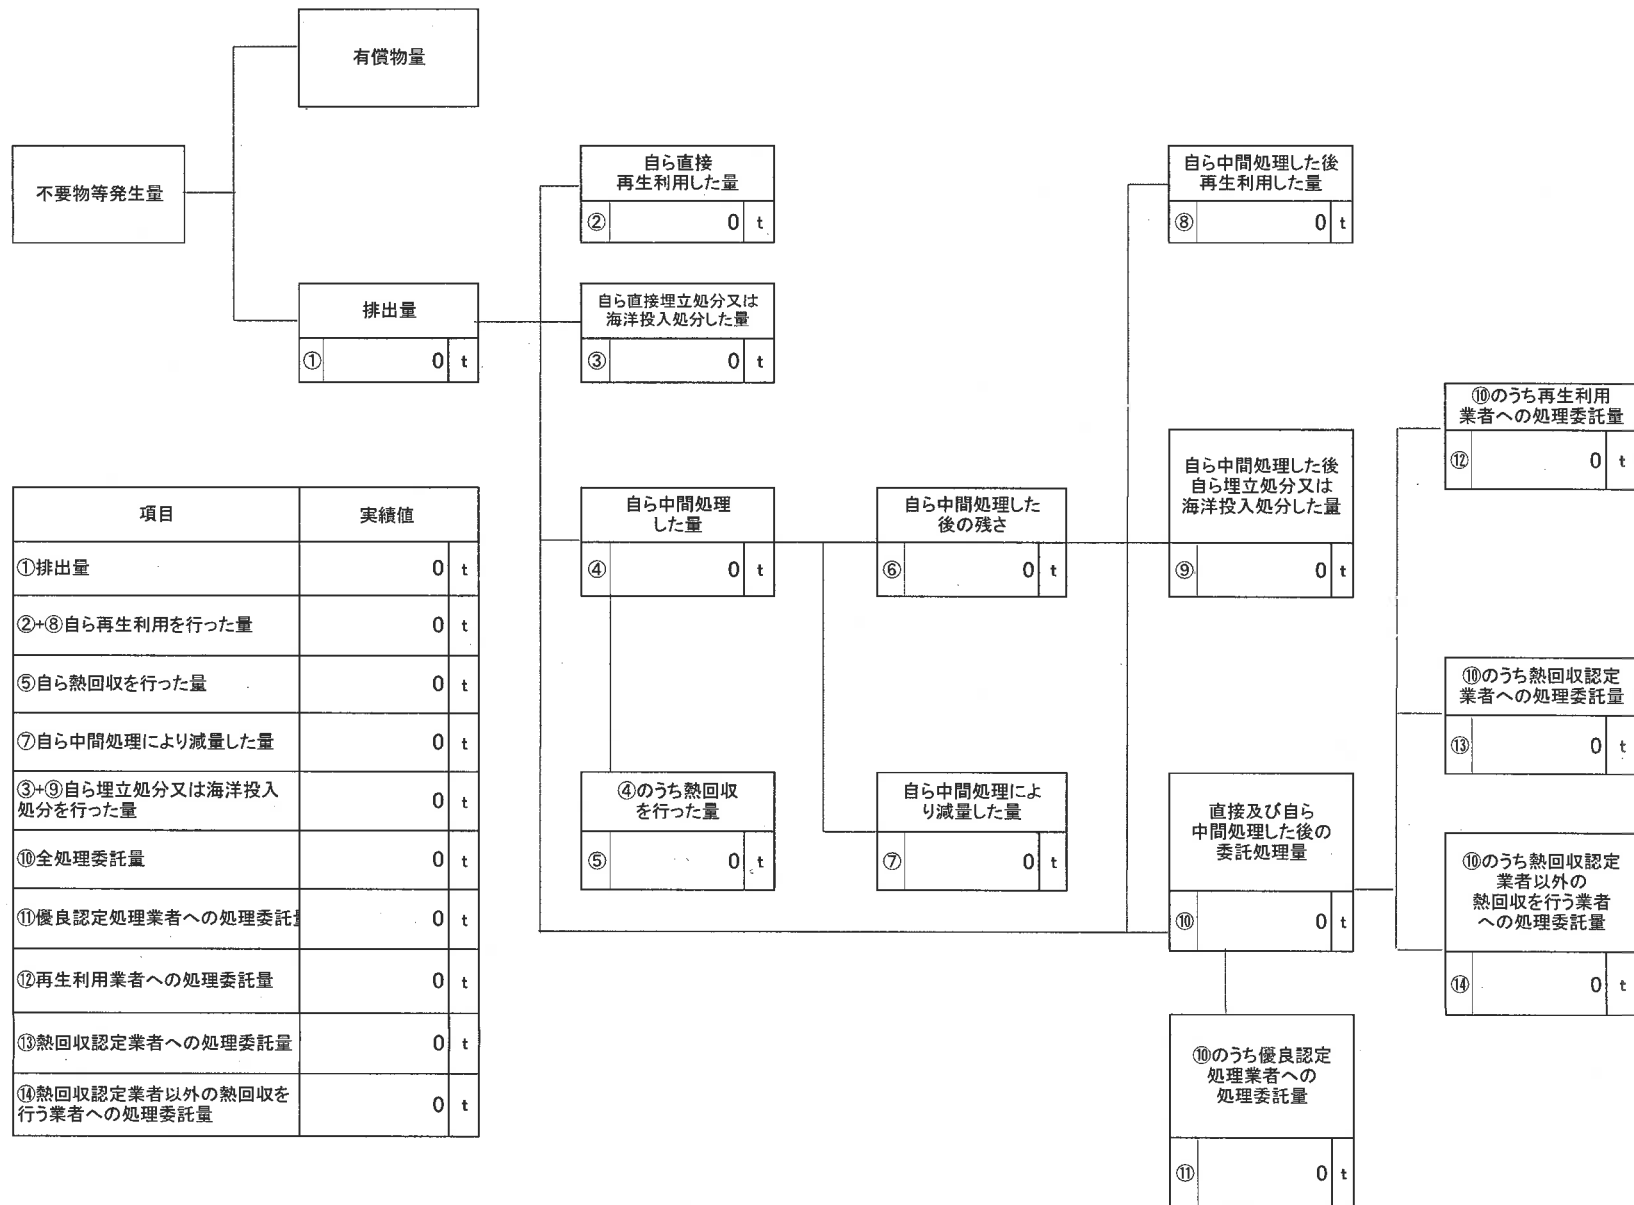 有償物量
不要物等発生量
排出量
① 0 t
自ら直接
再生利用した量
② 0 t
自ら直接埋立処分又は
海洋投入処分した量
③ 0 t
自ら中間処理した後
再生利用した量
⑧ 0 t
自ら中間処理
した量
④ 0 t
自ら中間処理した
後の残さ
⑥ 0 t
自ら中間処理した後
自ら埋立処分又は
海洋投入処分した量
⑨ 0 t
⑩のうち再生利用
業者への処理委託量
⑫ 0 t
⑩のうち熱回収認定
業者への処理委託量
⑬ 0 t
④のうち熱回収
を行った量
⑤ 0 t
自ら中間処理によ
り減量した量
⑦ 0 t
直接及び自ら
中間処理した後の
委託処理量
⑩ 0 t
⑩のうち熱回収認定
業者以外の
熱回収を行う業者
への処理委託量
⑭ 0 t
⑩のうち優良認定
処理業者への
処理委託量
⑪ 0 t
項目 実績値
①排出量 0 t
②+⑧自ら再生利用を行った量 0 t
⑤自ら熱回収を行った量 0 t
⑦自ら中間処理により減量した量 0 t
③+⑨自ら埋立処分又は海洋投入
処分を行った量 0 t
⑩全処理委託量 0 t
⑪優良認定処理業者への処理委託 0 t
⑫再生利用業者への処理委託量 0 t
⑬熱回収認定業者への処理委託量 0 t
⑭熱回収認定業者以外の熱回収を
行う業者への処理委託量 0 t